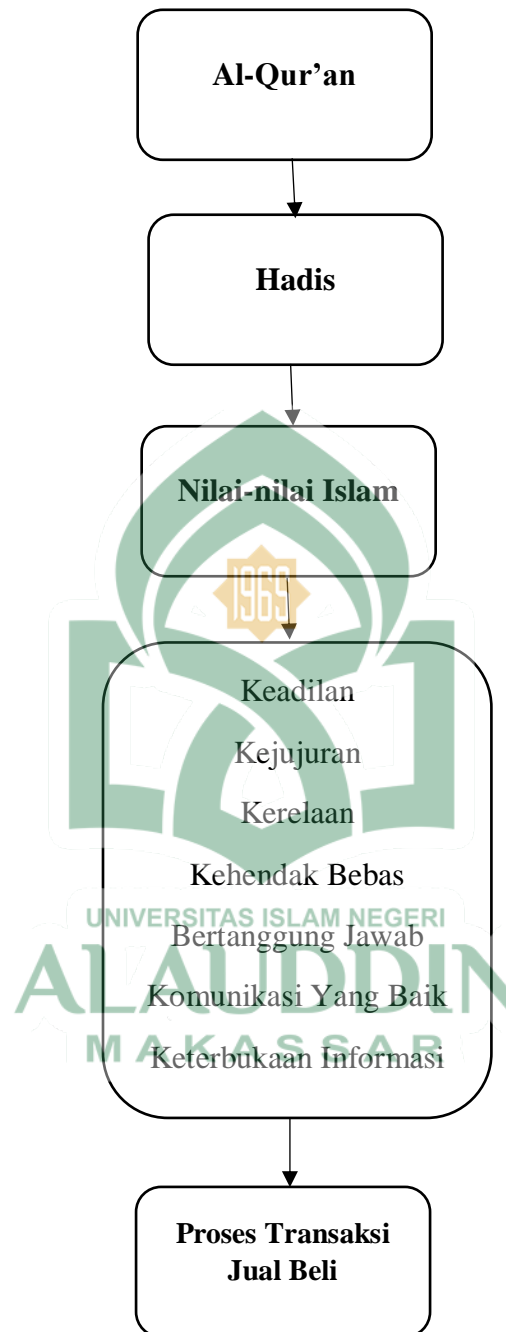 Al-Qur’an
Hadis
Nilai-nilai Islam
1969
Keadilan
Kejujuran
Kerelaan
Kehendak Bebas
UNIVERSITAS ISLAM NEGERI
Bertanggung Jawab
ALAUDDIN
Komunikasi Yang Baik
MAKASSAR
Keterbukaan Informasi
Proses Transaksi
Jual Beli